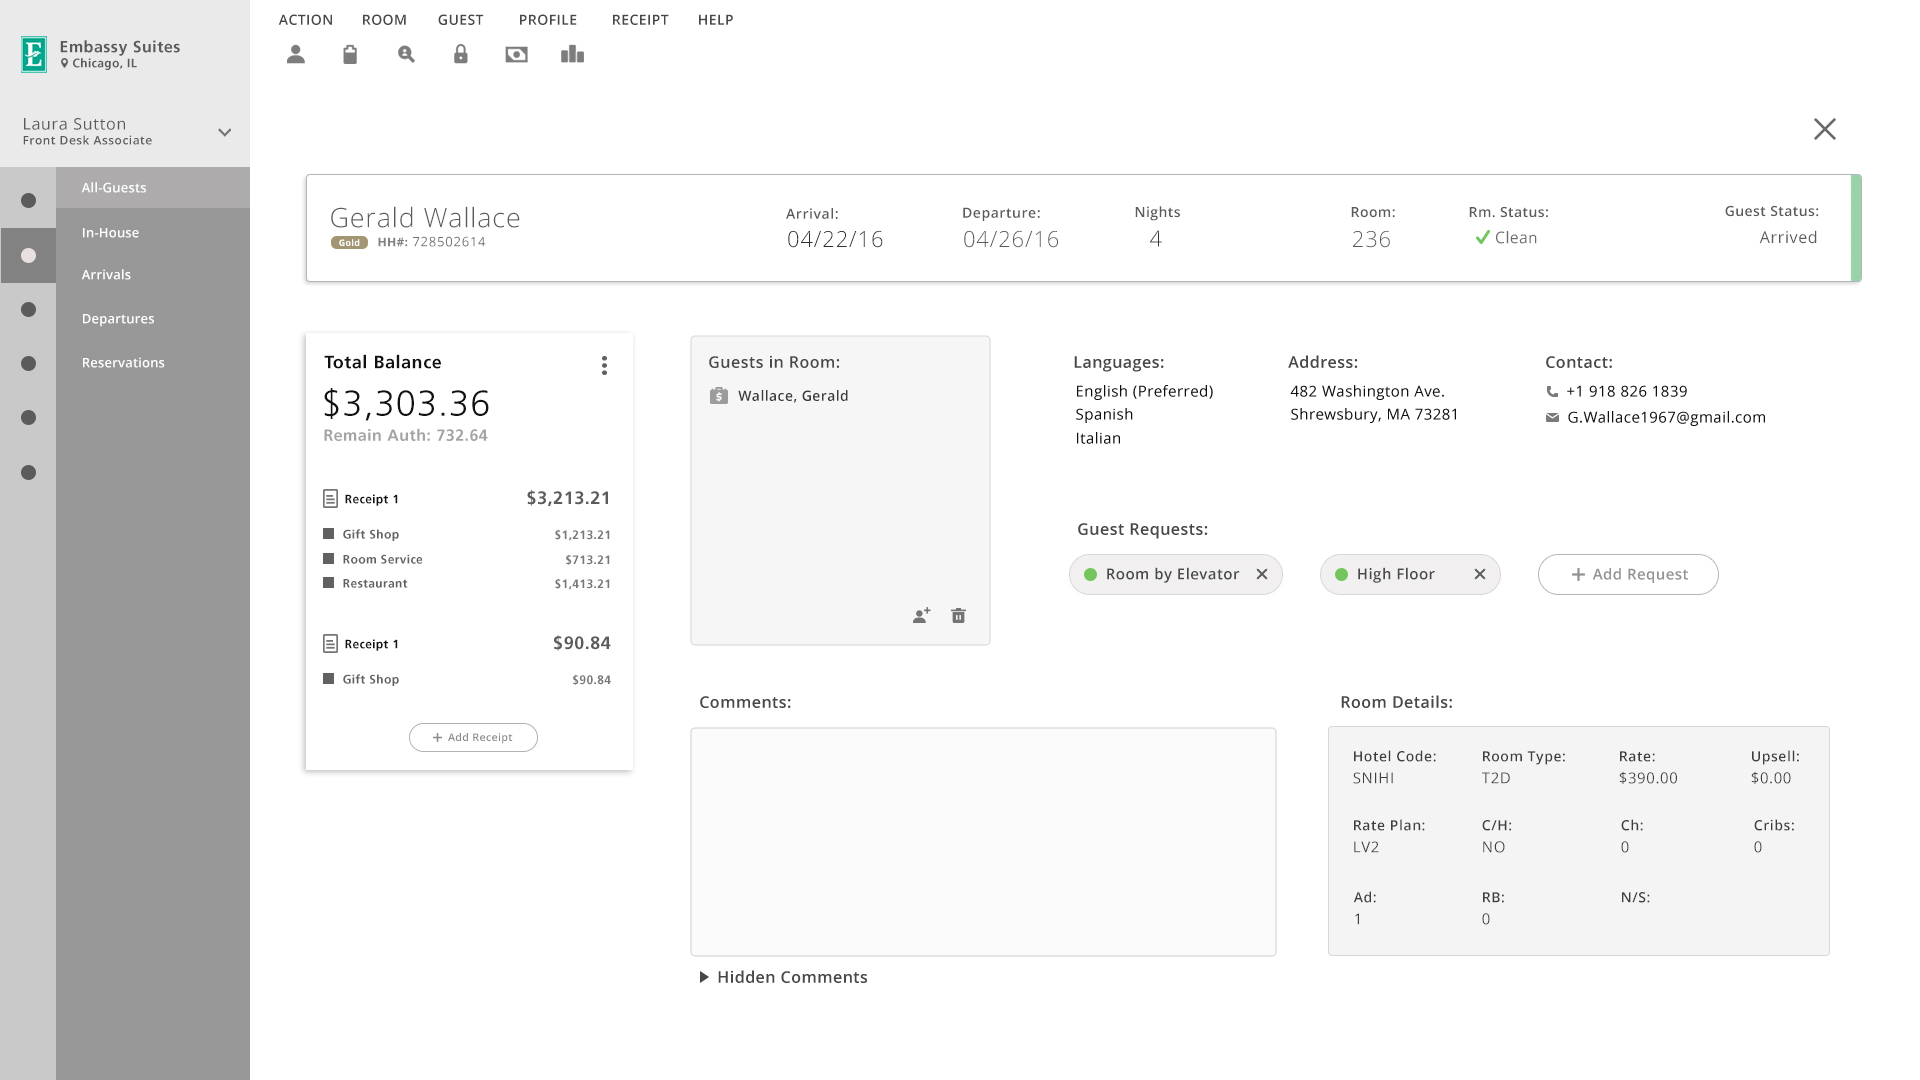 ACTION ROOM GUEST PROFILE RECEIPT HELP
Embassy Suites
Chicago, IL
Laura Sutton
Front Desk Associate
All-Guests
In-House
Arrivals
Departures
Reservations
Gerald Wallace
Gold HH#: 728502614
Arrival:
04/22/16
Departure:
04/26/16
Nights
4
Room:
236
Rm. Status:
Clean
Guest Status:
Arrived
Total Balance
$3,303.36
Remain Auth: 732.64
Receipt 1 $3,213.21
Gift Shop $1,213.21
Room Service $713.21
Restaurant $1,413.21
Receipt 1 $90.84
Gift Shop $90.84
+ Add Receipt
Guests in Room:
Wallace, Gerald
Languages:
English (Preferred)
Spanish
Italian
Address:
482 Washington Ave.
Shrewsbury, MA 73281
Contact:
+1 918 826 1839
G.Wallace1967@gmail.com
Guest Requests:
Room by Elevator
High Floor
+ Add Request
Comments:
Hidden Comments
Room Details:
Hotel Code: Room Type: Rate: Upsell:
SNIHI T2D $390.00 $0.00
Rate Plan: C/H: Ch: Cribs:
LV2 NO 0 0
Ad: RB: N/S:
1 0